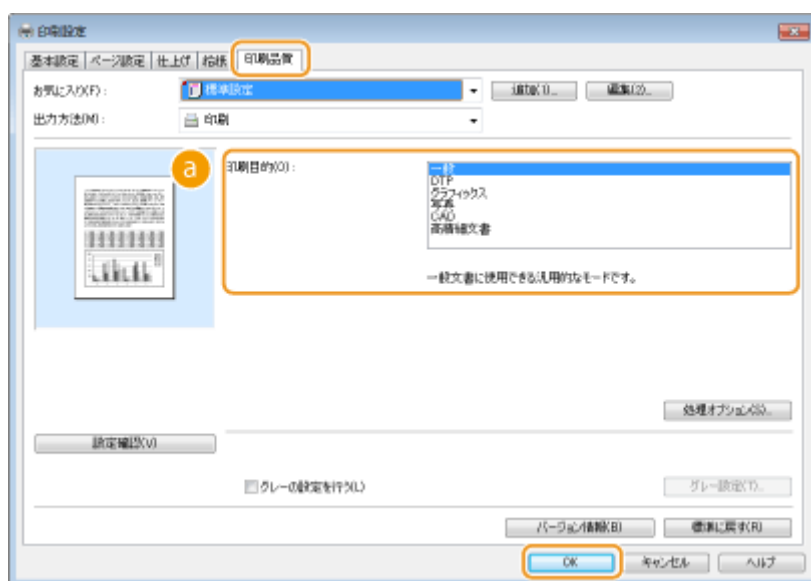 印刷設定
基本設定 ページ設定 仕上げ 給紙 印刷品質
お気に入り(F): 標準設定 追加(1)... 編集(2)...
出力方法(M): 印刷
a 印刷目的(O): 一般
DTP
グラフィックス
写真
CAD
高精細文書
一般文書に使用できる汎用的なモードです。
処理オプション(S)...
設定確認(V)
グレーの設定を行う(L) グレー設定(T)...
バージョン情報(B) 標準に戻す(R)
OK キャンセル ヘルプ